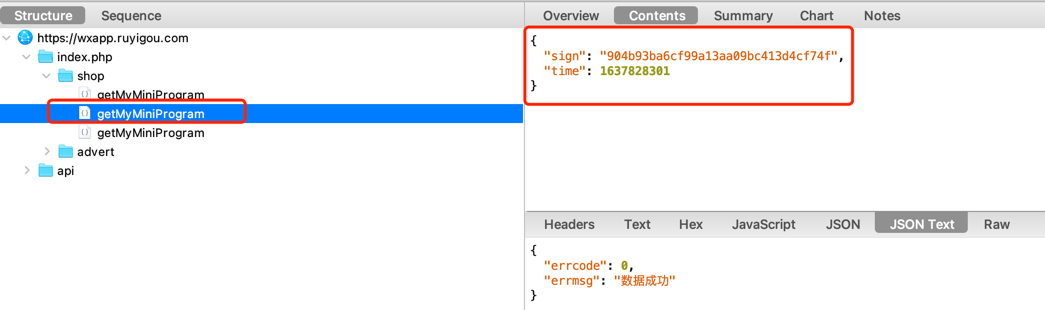 Structure Sequence
https://wxapp.ruyigou.com
index.php
shop
getMyMiniProgram
getMyMiniProgram
getMyMiniProgram
advert
api
Overview Contents Summary Chart Notes
{
"sign": "904b93ba6cf99a13aa09bc413d4cf74f",
"time": 1637828301
}
Headers Text Hex JavaScript JSON JSON Text Raw
{
"errcode": 0,
"errmsg": "数据成功"
}